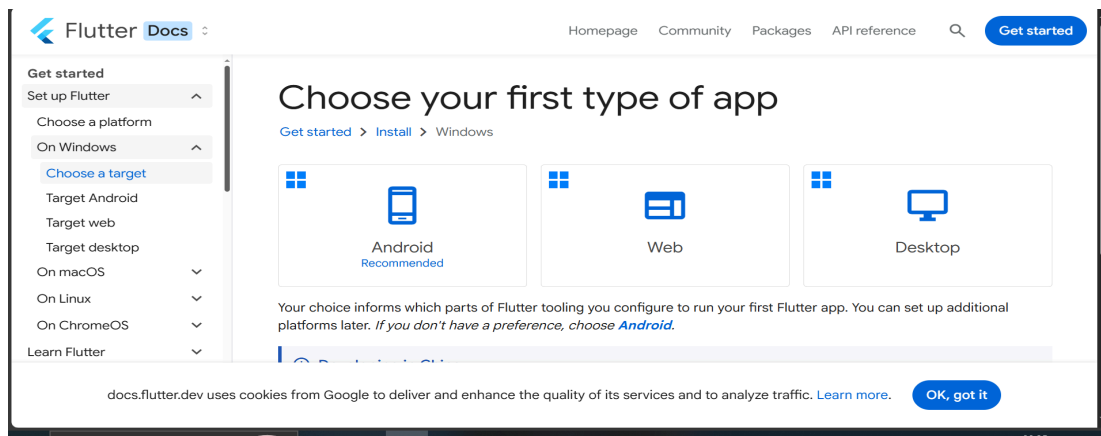 Flutter Docs
Homepage Community Packages API reference Get started
Get started
Set up Flutter
Choose a platform
On Windows
Choose a target
Target Android
Target web
Target desktop
On macOS
On Linux
On ChromeOS
Learn Flutter
Choose your first type of app
Get started > Install > Windows
Android
Recommended
Web
Desktop
Your choice informs which parts of Flutter tooling you configure to run your first Flutter app. You can set up additional
platforms later. If you don't have a preference, choose Android.
docs.flutter.dev uses cookies from Google to deliver and enhance the quality of its services and to analyze traffic. Learn more. OK, got it